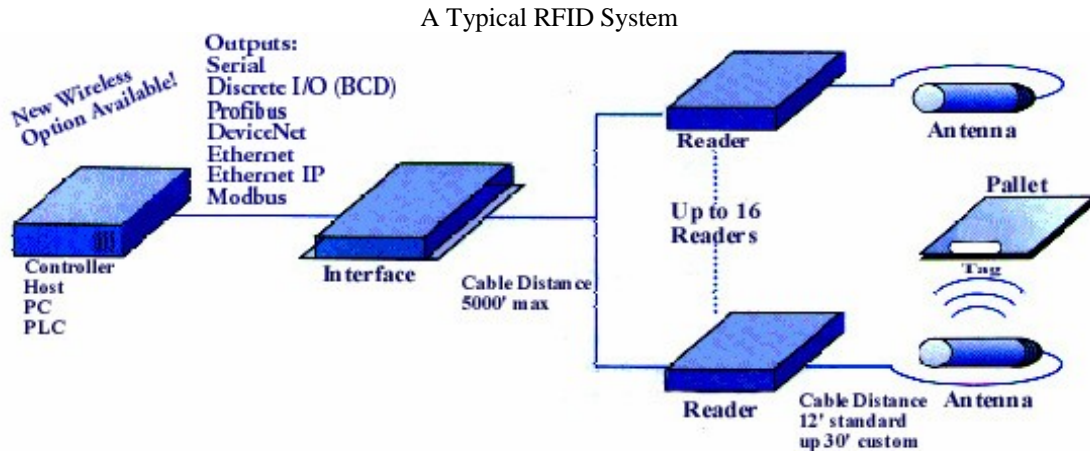 A Typical RFID System
New Wireless
Option Available!
Outputs:
Serial
Discrete I/O (BCD)
Profibus
DeviceNet
Ethernet
Ethernet IP
Modbus
Controller
Host
PC
PLC
Interface
Cable Distance
5000' max
Reader
Antenna
Up to 16
Readers
Pallet
Tag
Reader
Cable Distance
12' standard
up 30' custom
Antenna